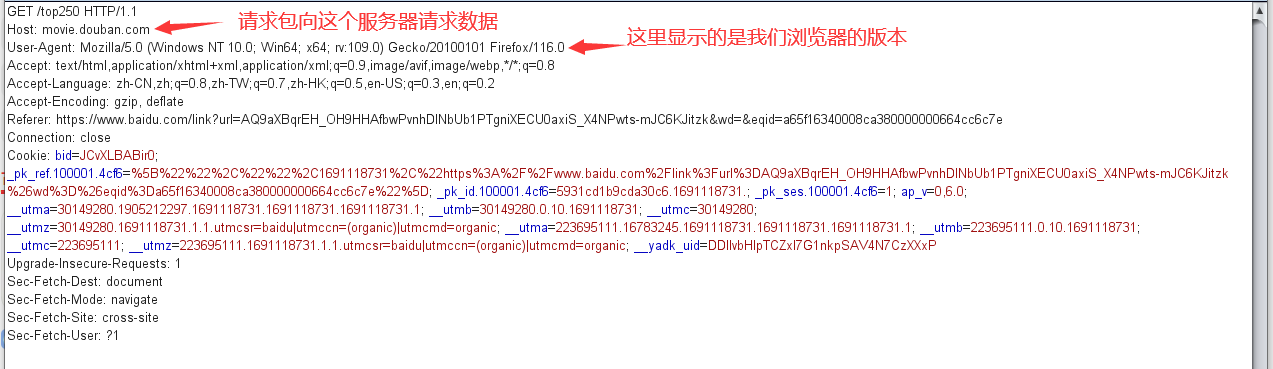 GET /top250 HTTP/1.1
请求包向这个服务器请求数据
Host: movie.douban.com
这里显示的是我们浏览器的版本
User-Agent: Mozilla/5.0 (Windows NT 10.0; Win64; x64; rv:109.0) Gecko/20100101 Firefox/116.0
Accept: text/html,application/xhtml+xml,application/xml;q=0.9,image/avif,image/webp,*/*;q=0.8
Accept-Language: zh-CN,zh;q=0.8,zh-TW;q=0.7,zh-HK;q=0.5,en-US;q=0.3,en;q=0.2
Accept-Encoding: gzip, deflate
Referer: https://www.baidu.com/link?url=AQ9aXBqrEH_OH9HHAfbwPvnhDINbUb1PTgniXECU0axiS_X4NPwts-mJC6KJitzk&wd=&eqid=a65f16340008ca380000000664cc6c7e
Connection: close
Cookie: bid=JCvXLBABir0;
_pk_ref.100001.4cf6=%5B%22%22%2C%22%22%2C1691118731%2C%22https%3A%2F%2Fwww.baidu.com%2Flink%3Furl%3DAQ9aXBqrEH_OH9HHAfbwPvnhDINbUb1PTgniXECU0axiS_X4NPwts-mJC6KJitzk
%26wd%3D%26eqid%3Da65f16340008ca380000000664cc6c7e%22%5D; _pk_id.100001.4cf6=5931cd1b9cda30c6.1691118731.; _pk_ses.100001.4cf6=1; ap_v=0,6.0;
__utma=30149280.1905212297.1691118731.1691118731.1691118731.1; __utmb=30149280.0.10.1691118731; __utmc=30149280;
__utmz=30149280.1691118731.1.1.utmcsr=baidu|utmccn=(organic)|utmcmd=organic; __utma=223695111.16783245.1691118731.1691118731.1691118731.1; __utmb=223695111.0.10.1691118731;
__utmc=223695111; __utmz=223695111.1691118731.1.1.utmcsr=baidu|utmccn=(organic)|utmcmd=organic; __yadk_uid=DDIlvbHIpTCZxI7G1nkpSAV4N7CzXXxP
Upgrade-Insecure-Requests: 1
Sec-Fetch-Dest: document
Sec-Fetch-Mode: navigate
Sec-Fetch-Site: cross-site
Sec-Fetch-User: ?1